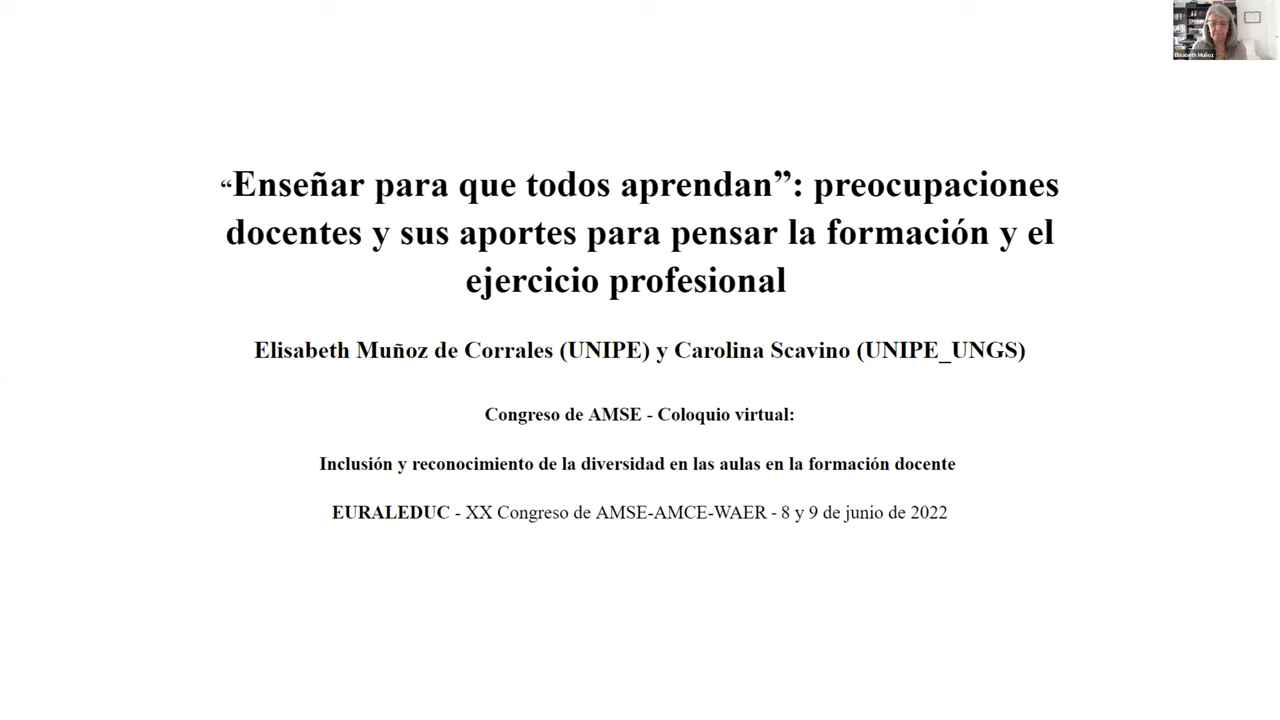 Elisabeth Muñoz
“Enseñar para que todos aprendan”: preocupaciones
docentes y sus aportes para pensar la formación y el
ejercicio profesional
Elisabeth Muñoz de Corrales (UNIPE) y Carolina Scavino (UNIPE_UNGS)
Congreso de AMSE - Coloquio virtual:
Inclusión y reconocimiento de la diversidad en las aulas en la formación docente
EURALEDUC - XX Congreso de AMSE-AMCE-WAER - 8 y 9 de junio de 2022